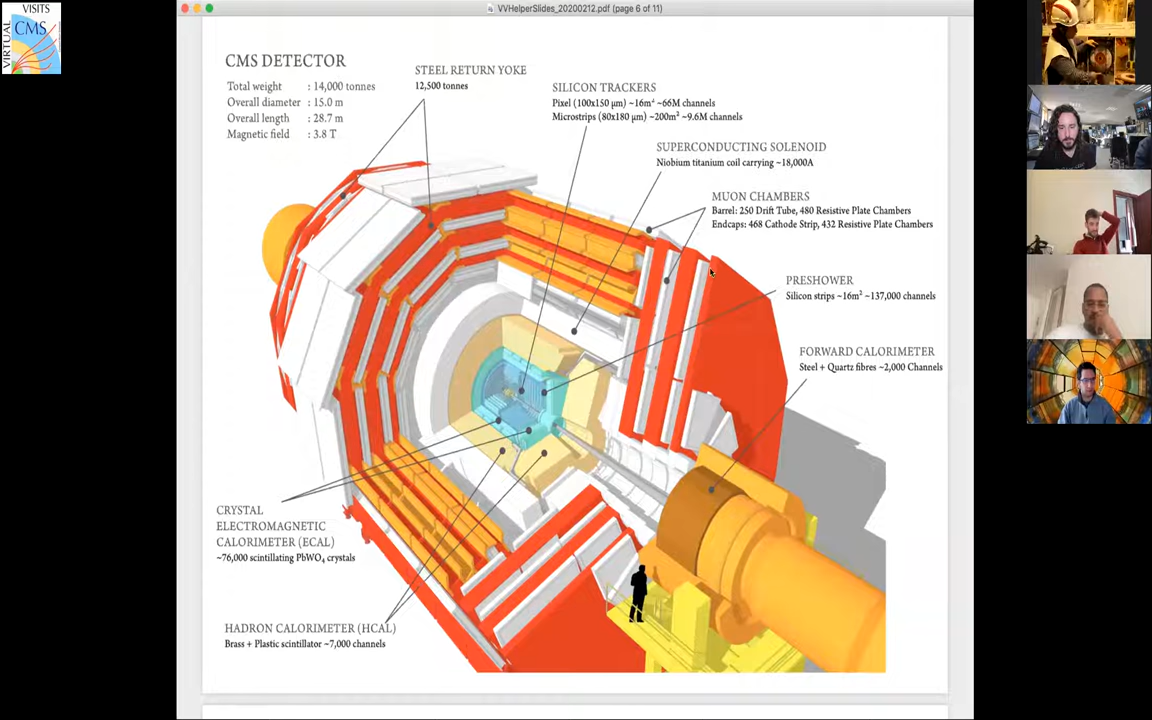 VISITS
VIRTUAL
CMS
VVHelperSlides_20200212.pdf (page 6 of 11)
CMS DETECTOR
Total weight : 14,000 tonnes
Overall diameter : 15.0 m
Overall length : 28.7 m
Magnetic field : 3.8 T
STEEL RETURN YOKE
12,500 tonnes
SILICON TRACKERS
Pixel (100x150 μm) ~16m² ~66M channels
Microstrips (80x180 μm) ~200m² ~9.6M channels
SUPERCONDUCTING SOLENOID
Niobium titanium coil carrying ~18,000A
MUON CHAMBERS
Barrel: 250 Drift Tube, 480 Resistive Plate Chambers
Endcaps: 468 Cathode Strip, 432 Resistive Plate Chambers
PRESHOWER
Silicon strips ~16m² ~137,000 channels
FORWARD CALORIMETER
Steel + Quartz fibres ~2,000 Channels
CRYSTAL
ELECTROMAGNETIC
CALORIMETER (ECAL)
~76,000 scintillating PbWO₄ crystals
HADRON CALORIMETER (HCAL)
Brass + Plastic scintillator ~7,000 channels